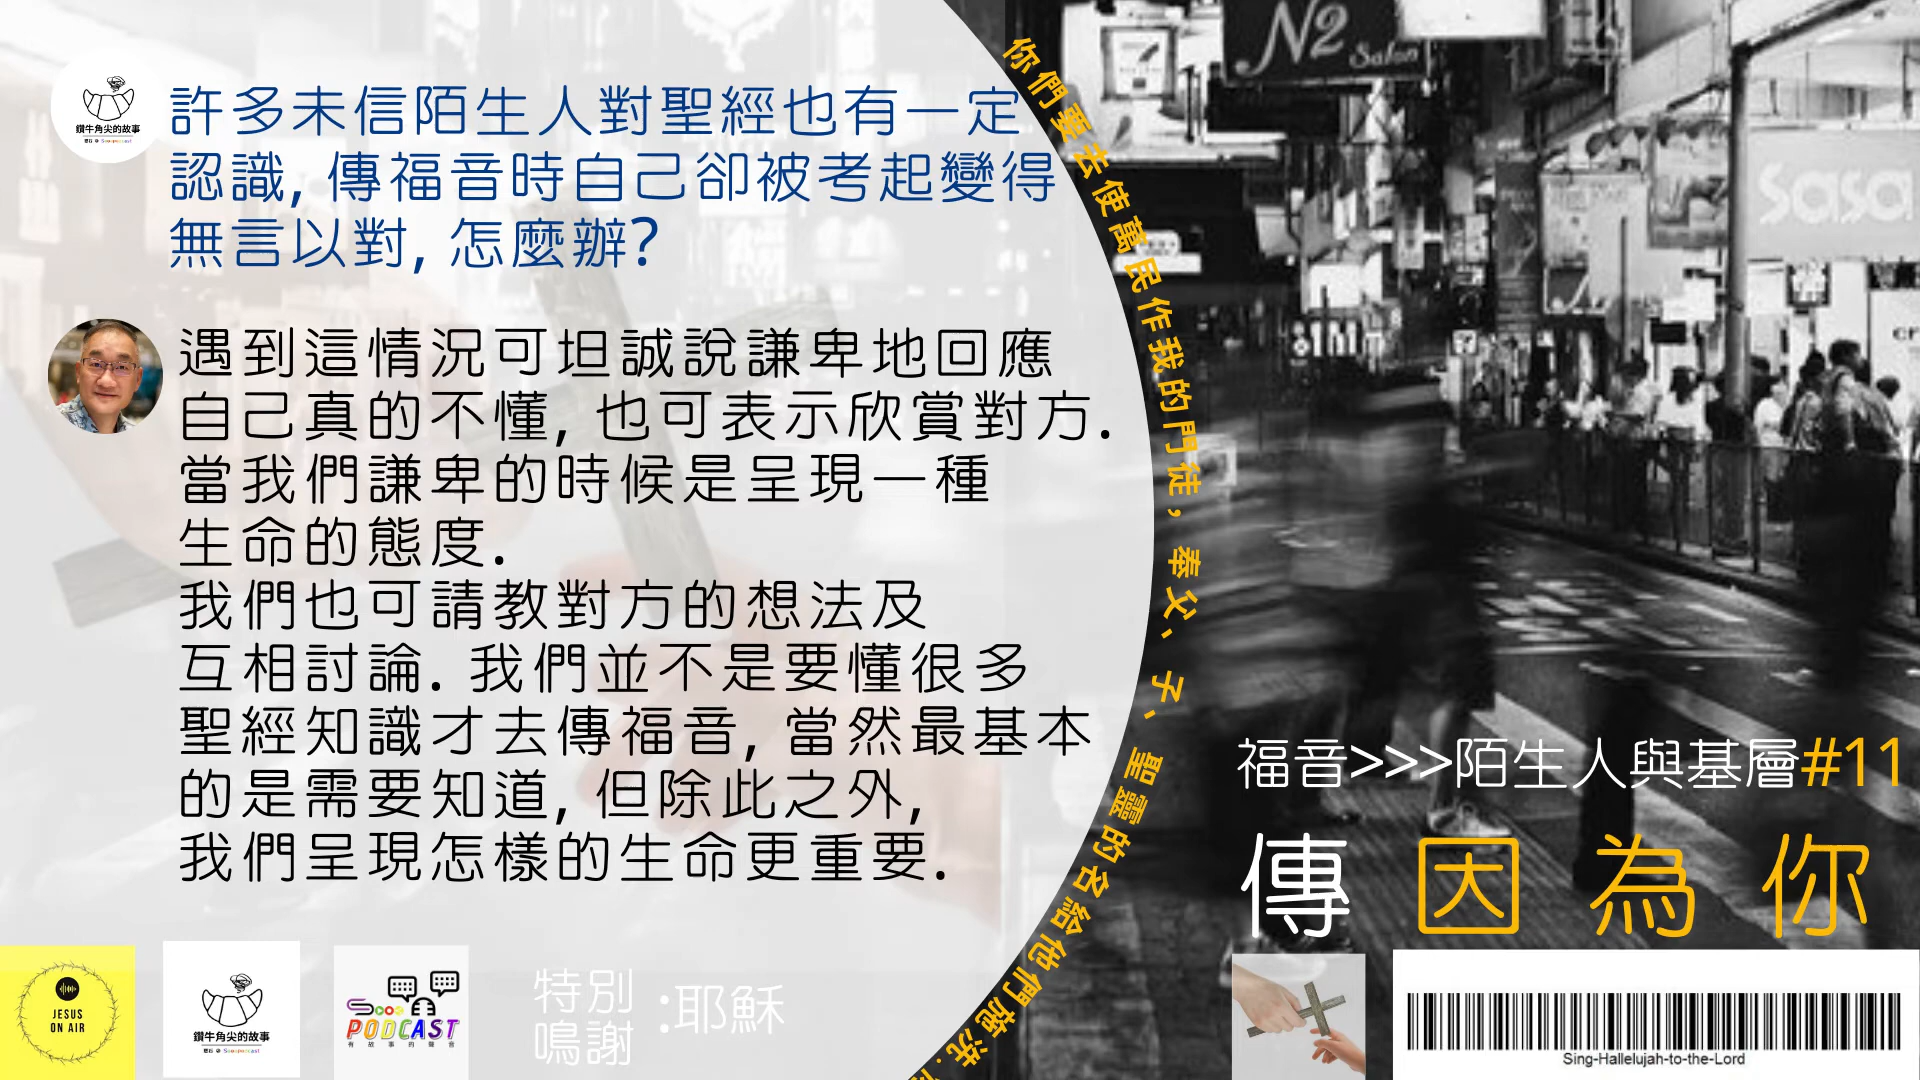 許多未信陌生人對聖經也有一定
認識, 傳福音時自己卻被考起變得
無言以對, 怎麼辦?
鑽牛角尖的故事
遇到這情況可坦誠說謙卑地回應
自己真的不懂, 也可表示欣賞對方.
當我們謙卑的時候是呈現一種
生命的態度.
我們也可請教對方的想法及
互相討論. 我們並不是要懂很多
聖經知識才去傳福音, 當然最基本
的是需要知道, 但除此之外,
我們呈現怎樣的生命更重要.
你們要去使萬民作我的門徒，奉父、子、聖靈的名給他們施洗.
N2
Salon
Sasa
福音>>>陌生人與基層#11
傳因為你
JESUS
ON AIR
鑽牛角尖的故事
Sooo
PODCAST
有故事的聲音
特別
鳴謝
:耶穌
Sing-Hallelujah-to-the-Lord